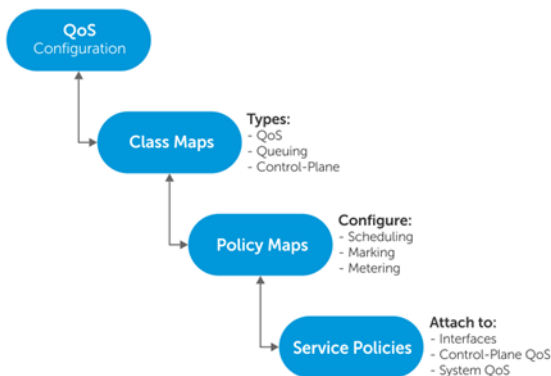 QoS
Configuration
Class Maps
Types:
- QoS
- Queuing
- Control-Plane
Policy Maps
Configure:
- Scheduling
- Marking
- Metering
Service Policies
Attach to:
- Interfaces
- Control-Plane QoS
- System QoS